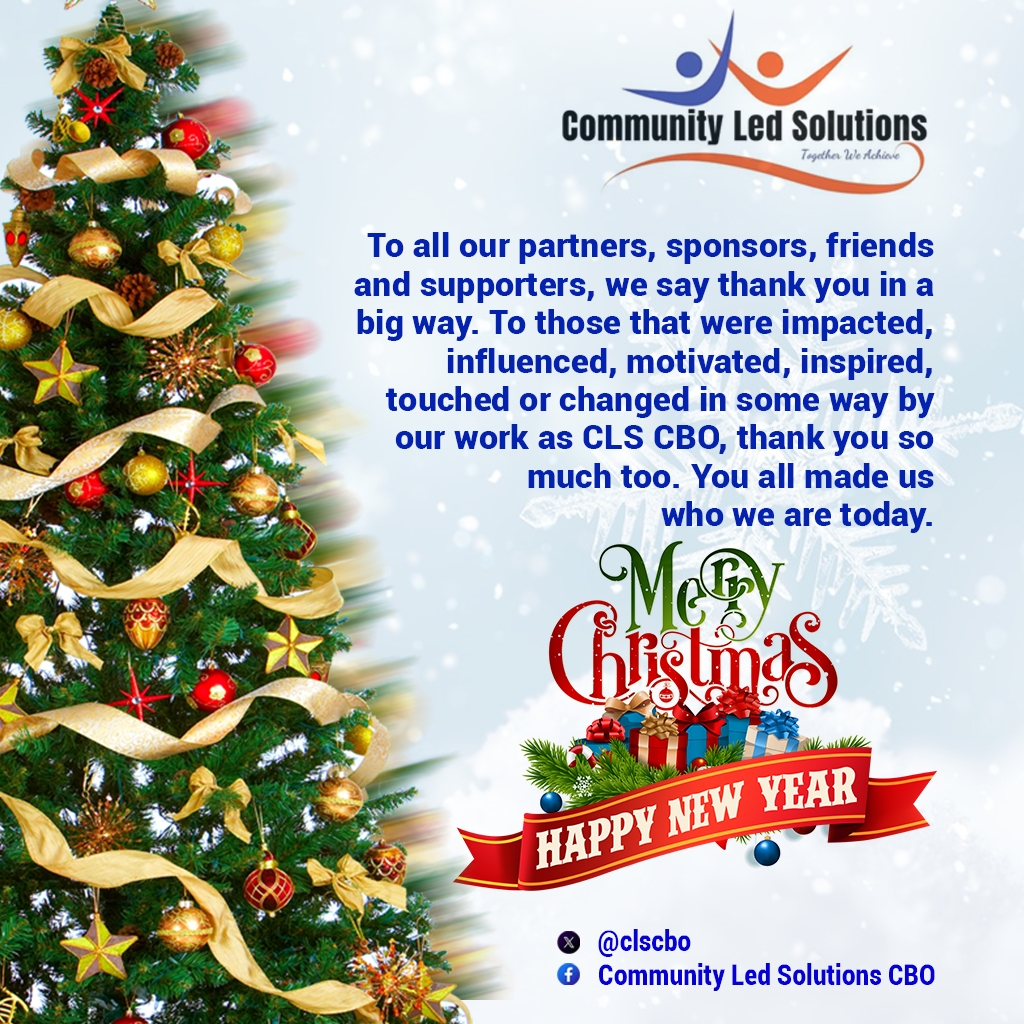 Community Led Solutions
Together We Achieve
To all our partners, sponsors, friends
and supporters, we say thank you in a
big way. To those that were impacted,
influenced, motivated, inspired,
touched or changed in some way by
our work as CLS CBO, thank you so
much too. You all made us
who we are today.
Merry
Christmas
HAPPY NEW YEAR
@clscbo
Community Led Solutions CBO